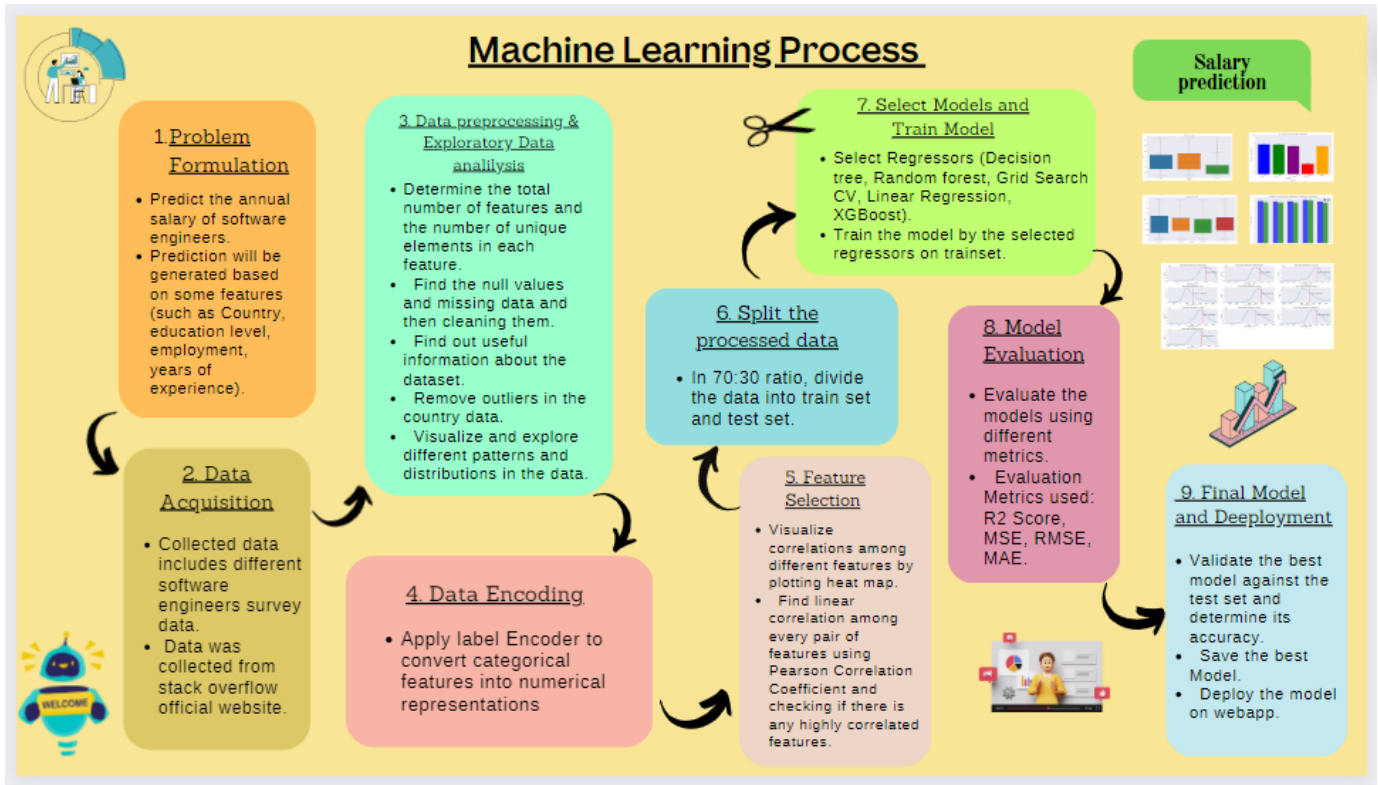 Machine Learning Process
Salary
prediction
1.Problem
Formulation
• Predict the annual
salary of software
engineers.
• Prediction will be
generated based
on some features
(such as Country,
education level,
employment,
years of
experience).
2. Data
Acquisition
• Collected data
includes different
software
engineers survey
data.
• Data was
collected from
stack overflow
official website.
WELCOME
3. Data preprocessing &
Exploratory Data
analilysis
• Determine the total
number of features and
the number of unique
elements in each
feature.
• Find the null values
and missing data and
then cleaning them.
• Find out useful
information about the
dataset.
• Remove outliers in the
country data.
• Visualize and explore
different patterns and
distributions in the data.
4. Data Encoding
• Apply label Encoder to
convert categorical
features into numerical
representations
5. Feature
Selection
• Visualize
correlations among
different features by
plotting heat map.
• Find linear
correlation among
every pair of
features using
Pearson Correlation
Coefficient and
checking if there is
any highly correlated
features.
6. Split the
processed data
• In 70:30 ratio, divide
the data into train set
and test set.
7. Select Models and
Train Model
• Select Regressors (Decision
tree, Random forest, Grid Search
CV, Linear Regression,
XGBoost).
• Train the model by the selected
regressors on trainset.
8. Model
Evaluation
• Evaluate the
models using
different
metrics.
• Evaluation
Metrics used:
R2 Score,
MSE, RMSE,
MAE.
9. Final Model
and Deeployment
• Validate the best
model against the
test set and
determine its
accuracy.
• Save the best
Model.
• Deploy the model
on webapp.